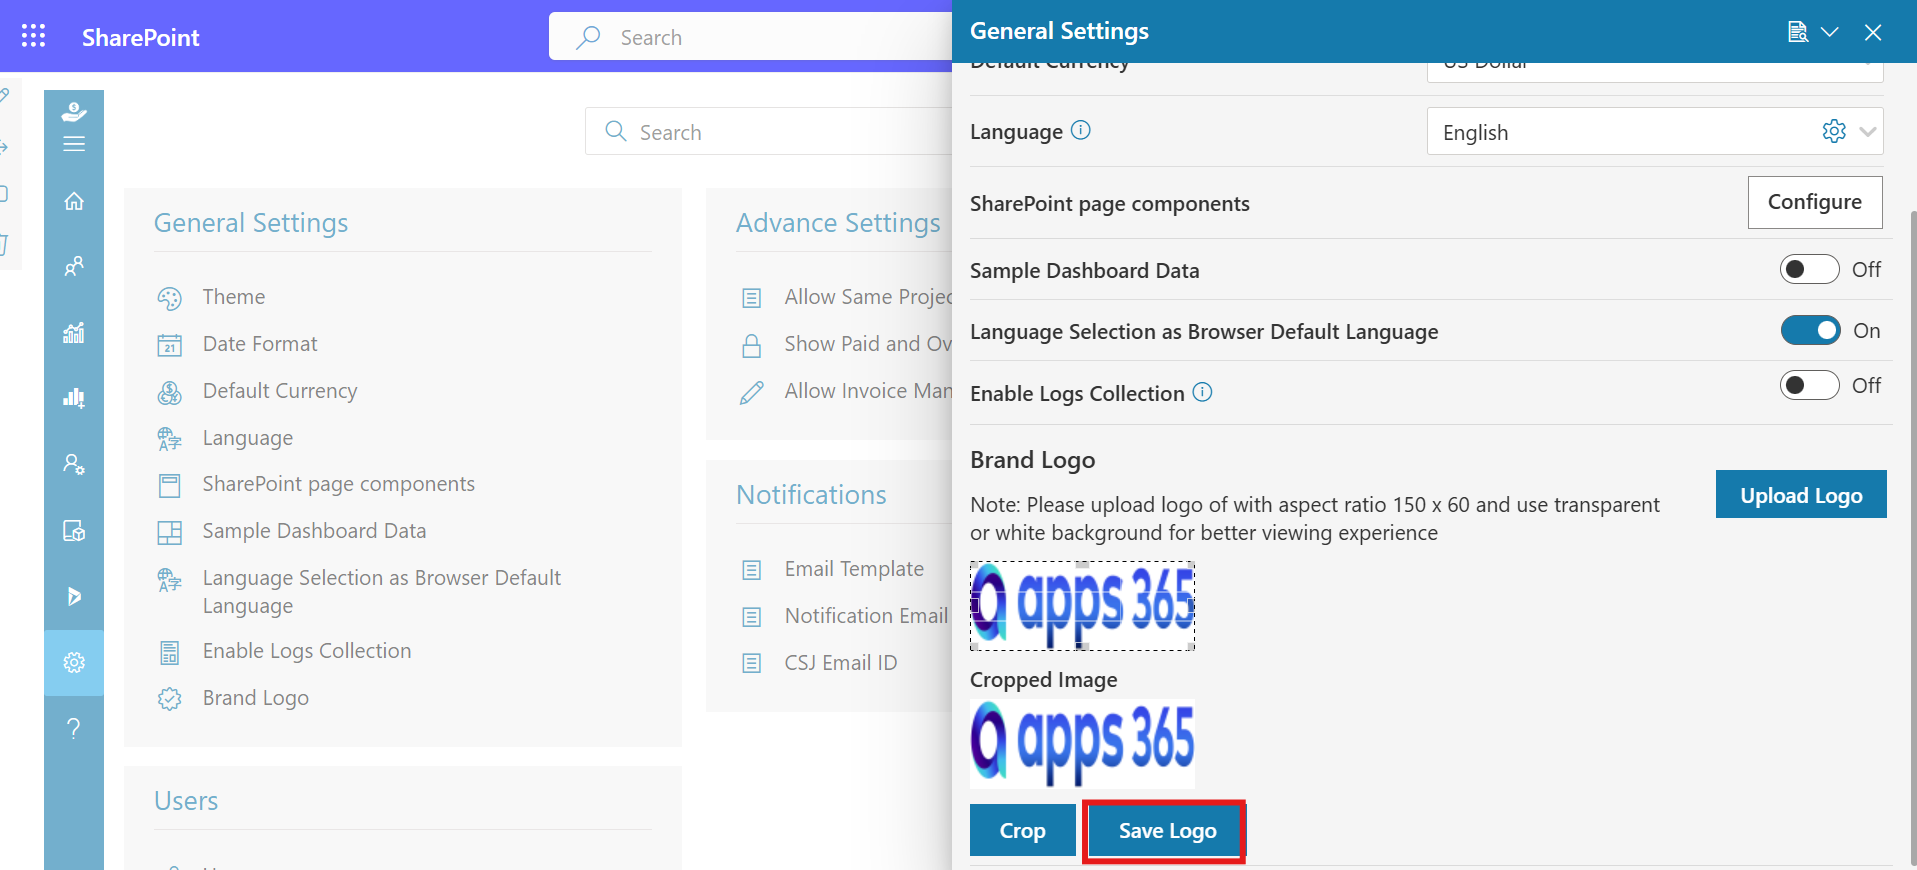 SharePoint
Search
General Settings
Default Currency
US Dollar
Language
English
SharePoint page components
Configure
Sample Dashboard Data
Off
Language Selection as Browser Default Language
On
Enable Logs Collection
Off
Brand Logo
Note: Please upload logo of with aspect ratio 150 x 60 and use transparent
or white background for better viewing experience
Upload Logo
apps 365
Cropped Image
apps 365
Crop
Save Logo
Search
General Settings
Theme
Date Format
Default Currency
Language
SharePoint page components
Sample Dashboard Data
Language Selection as Browser Default
Language
Enable Logs Collection
Brand Logo
Users
Advance Settings
Allow Same Projec
Show Paid and Ov
Allow Invoice Man
Notifications
Email Template
Notification Email
CSJ Email ID